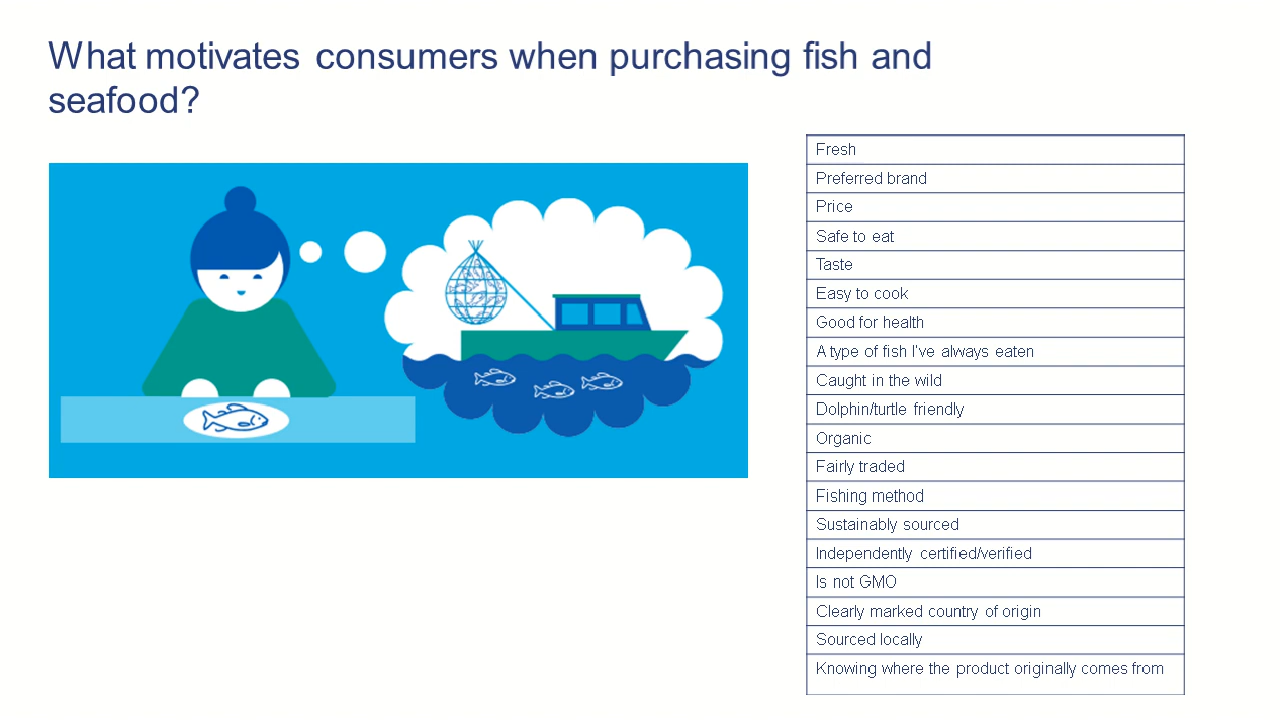 What motivates consumers when purchasing fish and
seafood?
Fresh
Preferred brand
Price
Safe to eat
Taste
Easy to cook
Good for health
A type of fish I've always eaten
Caught in the wild
Dolphin/turtle friendly
Organic
Fairly traded
Fishing method
Sustainably sourced
Independently certified/verified
Is not GMO
Clearly marked country of origin
Sourced locally
Knowing where the product originally comes from